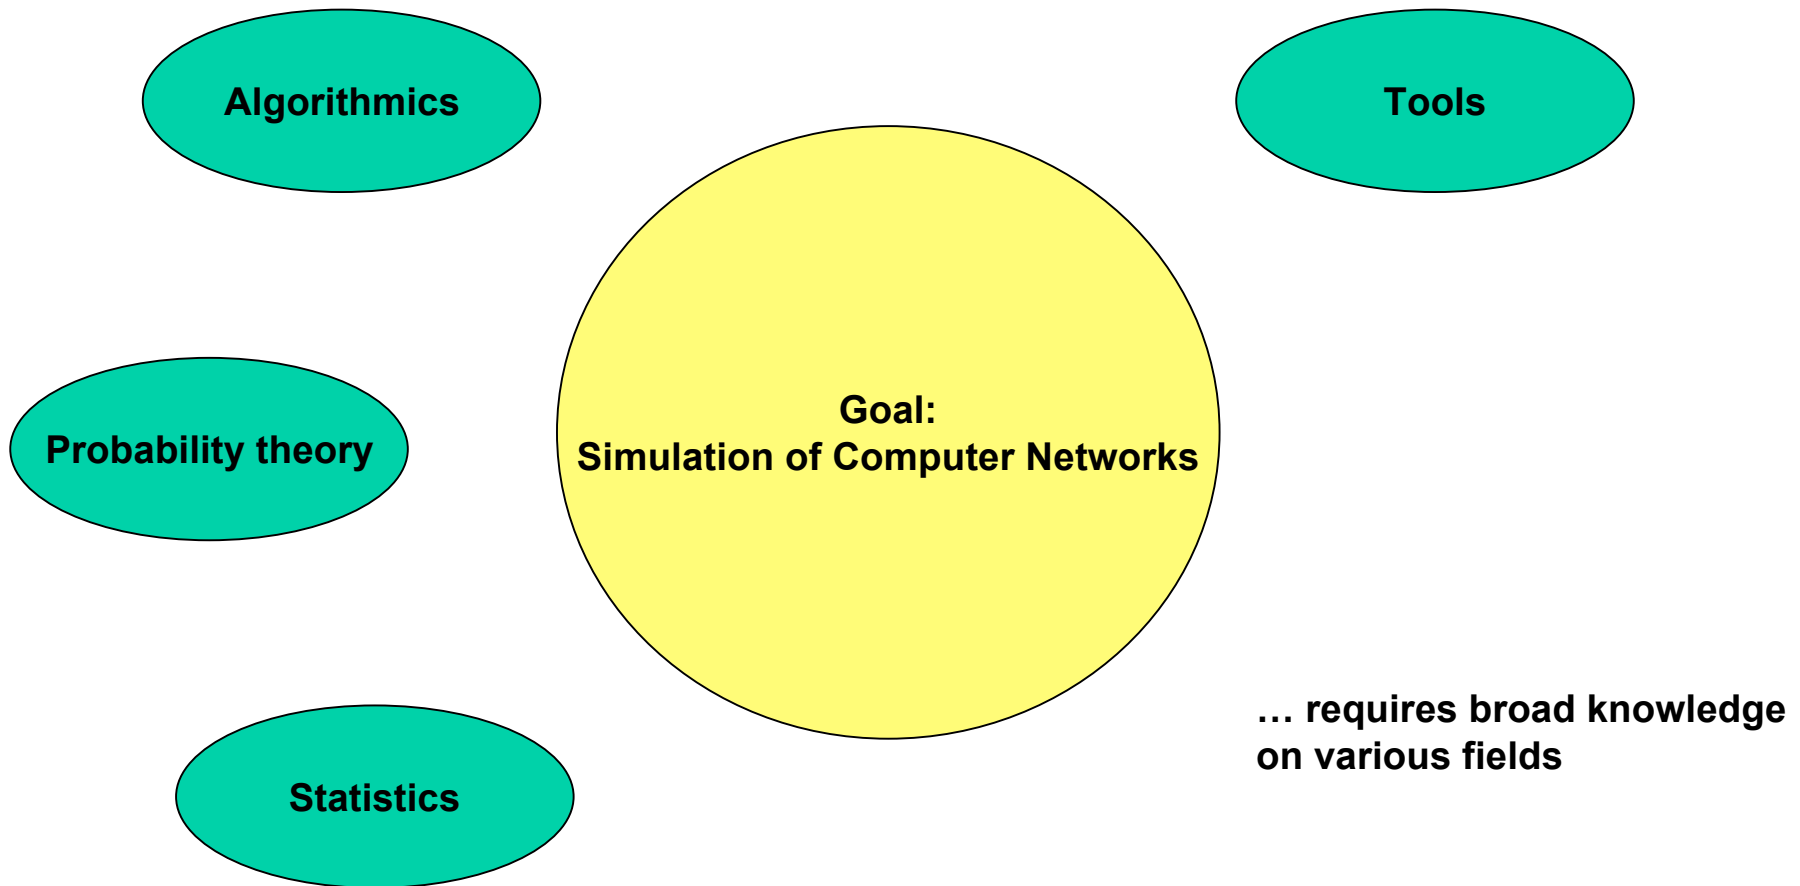 Algorithmics
Tools
Probability theory
Goal:
Simulation of Computer Networks
Statistics
… requires broad knowledge
on various fields